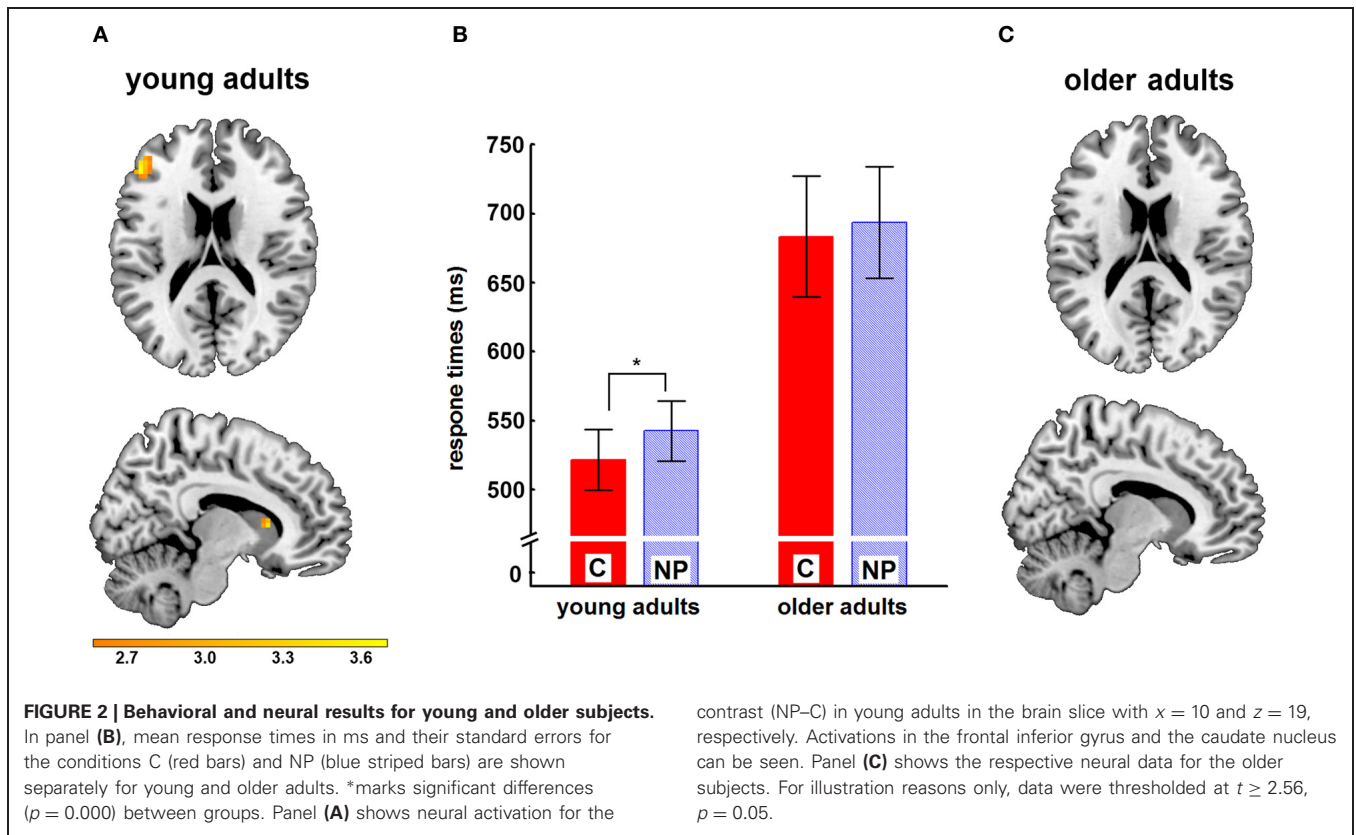 A
B
C
young adults
older adults
750
700
650
600
550
500
0
respone times (ms)
*
C
NP
C
NP
young adults
older adults
2.7 3.0 3.3 3.6
FIGURE 2 | Behavioral and neural results for young and older subjects.
In panel (B), mean response times in ms and their standard errors for
the conditions C (red bars) and NP (blue striped bars) are shown
separately for young and older adults. *marks significant differences
(p = 0.000) between groups. Panel (A) shows neural activation for the
contrast (NP–C) in young adults in the brain slice with x = 10 and z = 19,
respectively. Activations in the frontal inferior gyrus and the caudate nucleus
can be seen. Panel (C) shows the respective neural data for the older
subjects. For illustration reasons only, data were thresholded at t ≥ 2.56,
p = 0.05.